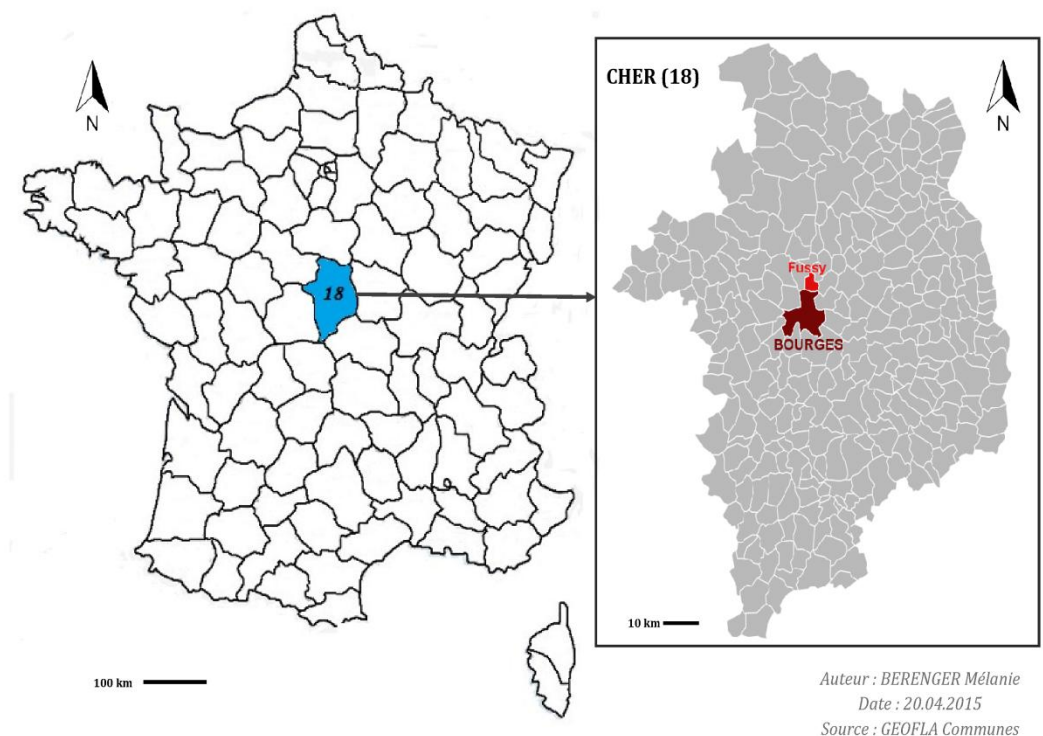 N
18
100 km
CHER (18)
N
Fussy
BOURGES
10 km
Auteur : BERENGER Mélanie
Date : 20.04.2015
Source : GEOFLA Communes